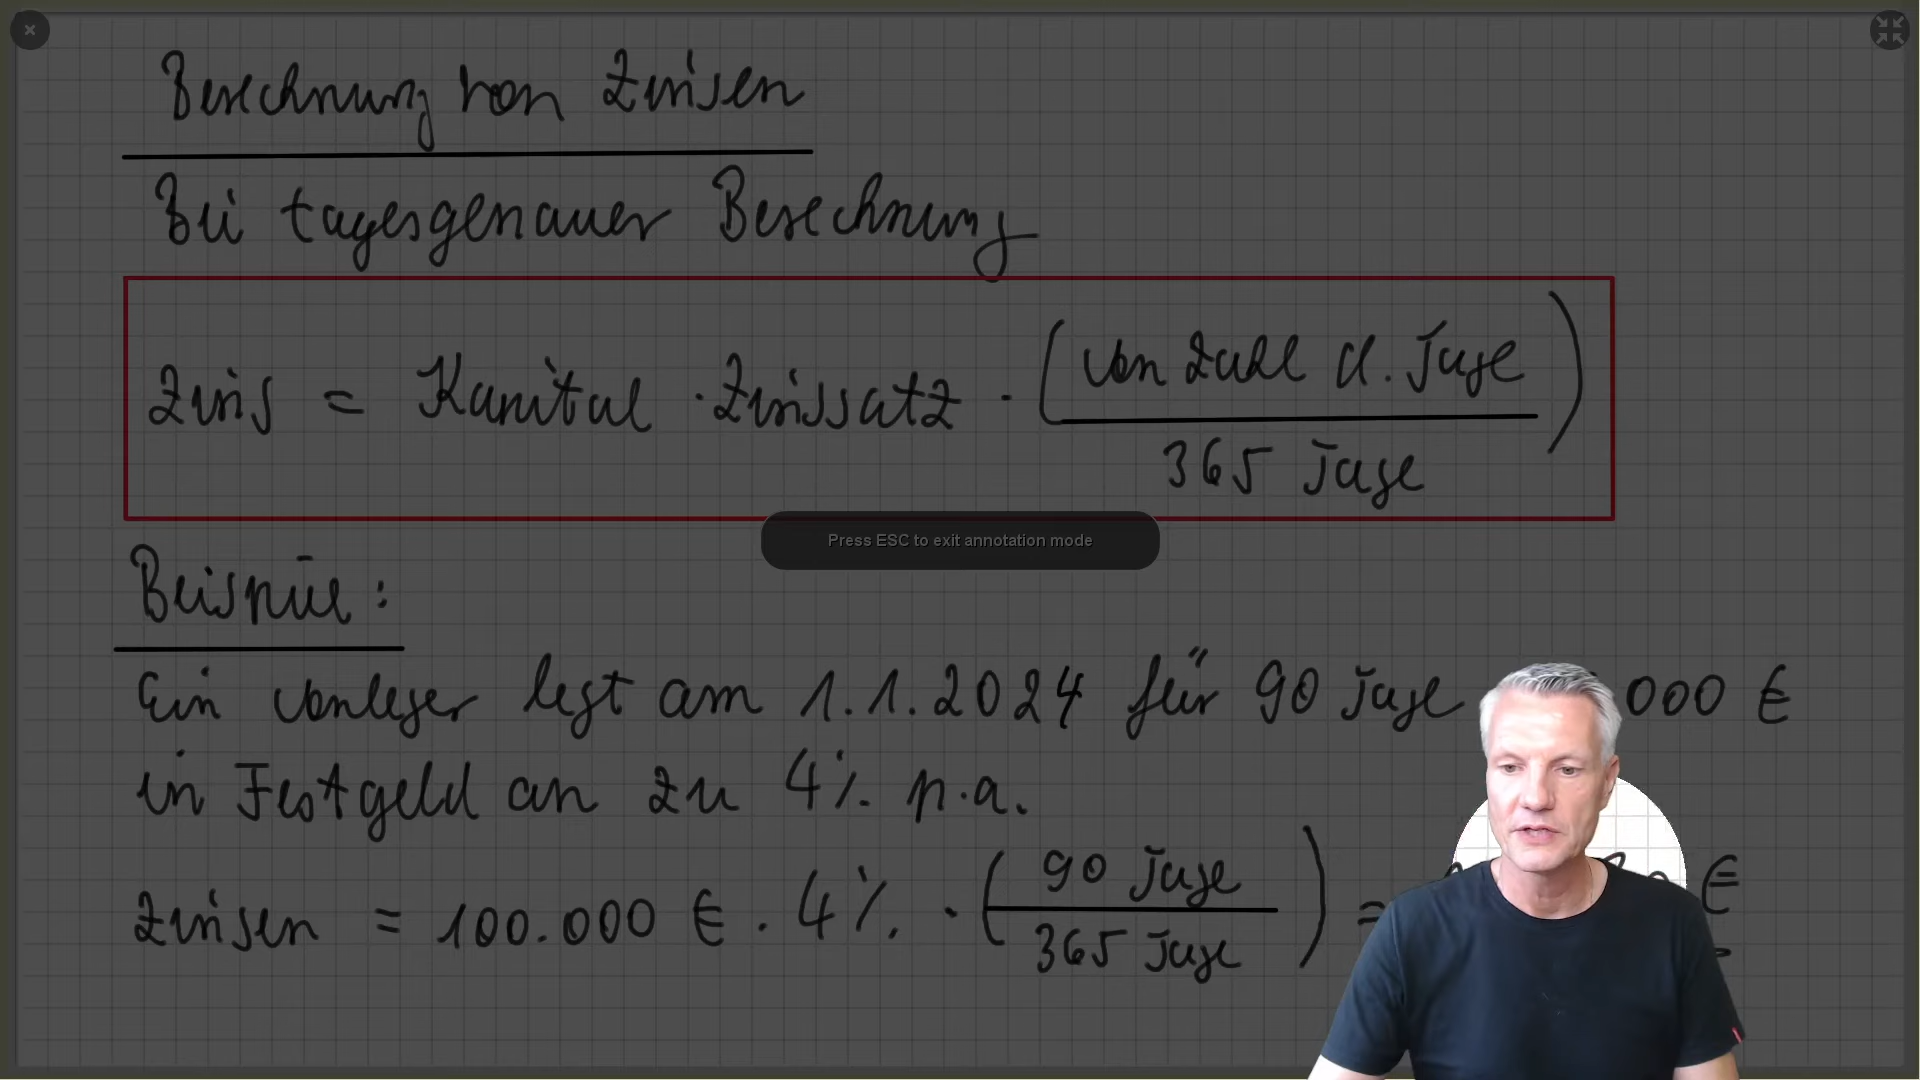 Berechnung von Zinsen
Bei tagesgenauer Berechnung
Zins = Kapital · Zinssatz · (Anzahl d. Tage / 365 Tage)
Press ESC to exit annotation mode
Beispiel:
Ein Anleger legt am 1.1.2024 für 90 Tage 000 €
in Festgeld an zu 4% p.a.
Zinsen = 100.000 € · 4% · (90 Tage / 365 Tage) = €